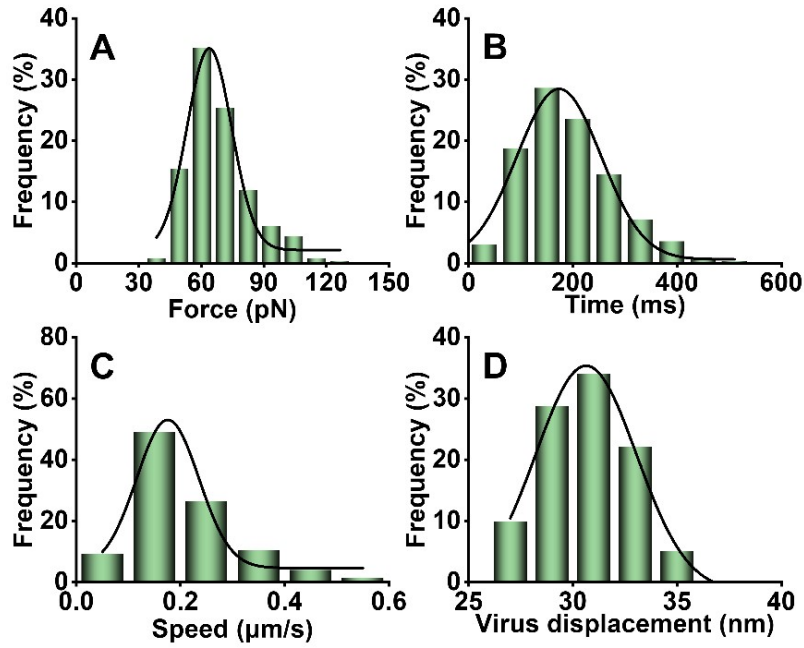 A
Frequency (%)
40
30
20
10
0
0 30 60 90 120 150
Force (pN)
B
Frequency (%)
40
30
20
10
0
0 200 400 600
Time (ms)
C
Frequency (%)
80
60
40
20
0
0.0 0.2 0.4 0.6
Speed (μm/s)
D
Frequency (%)
40
30
20
10
0
25 30 35 40
Virus displacement (nm)